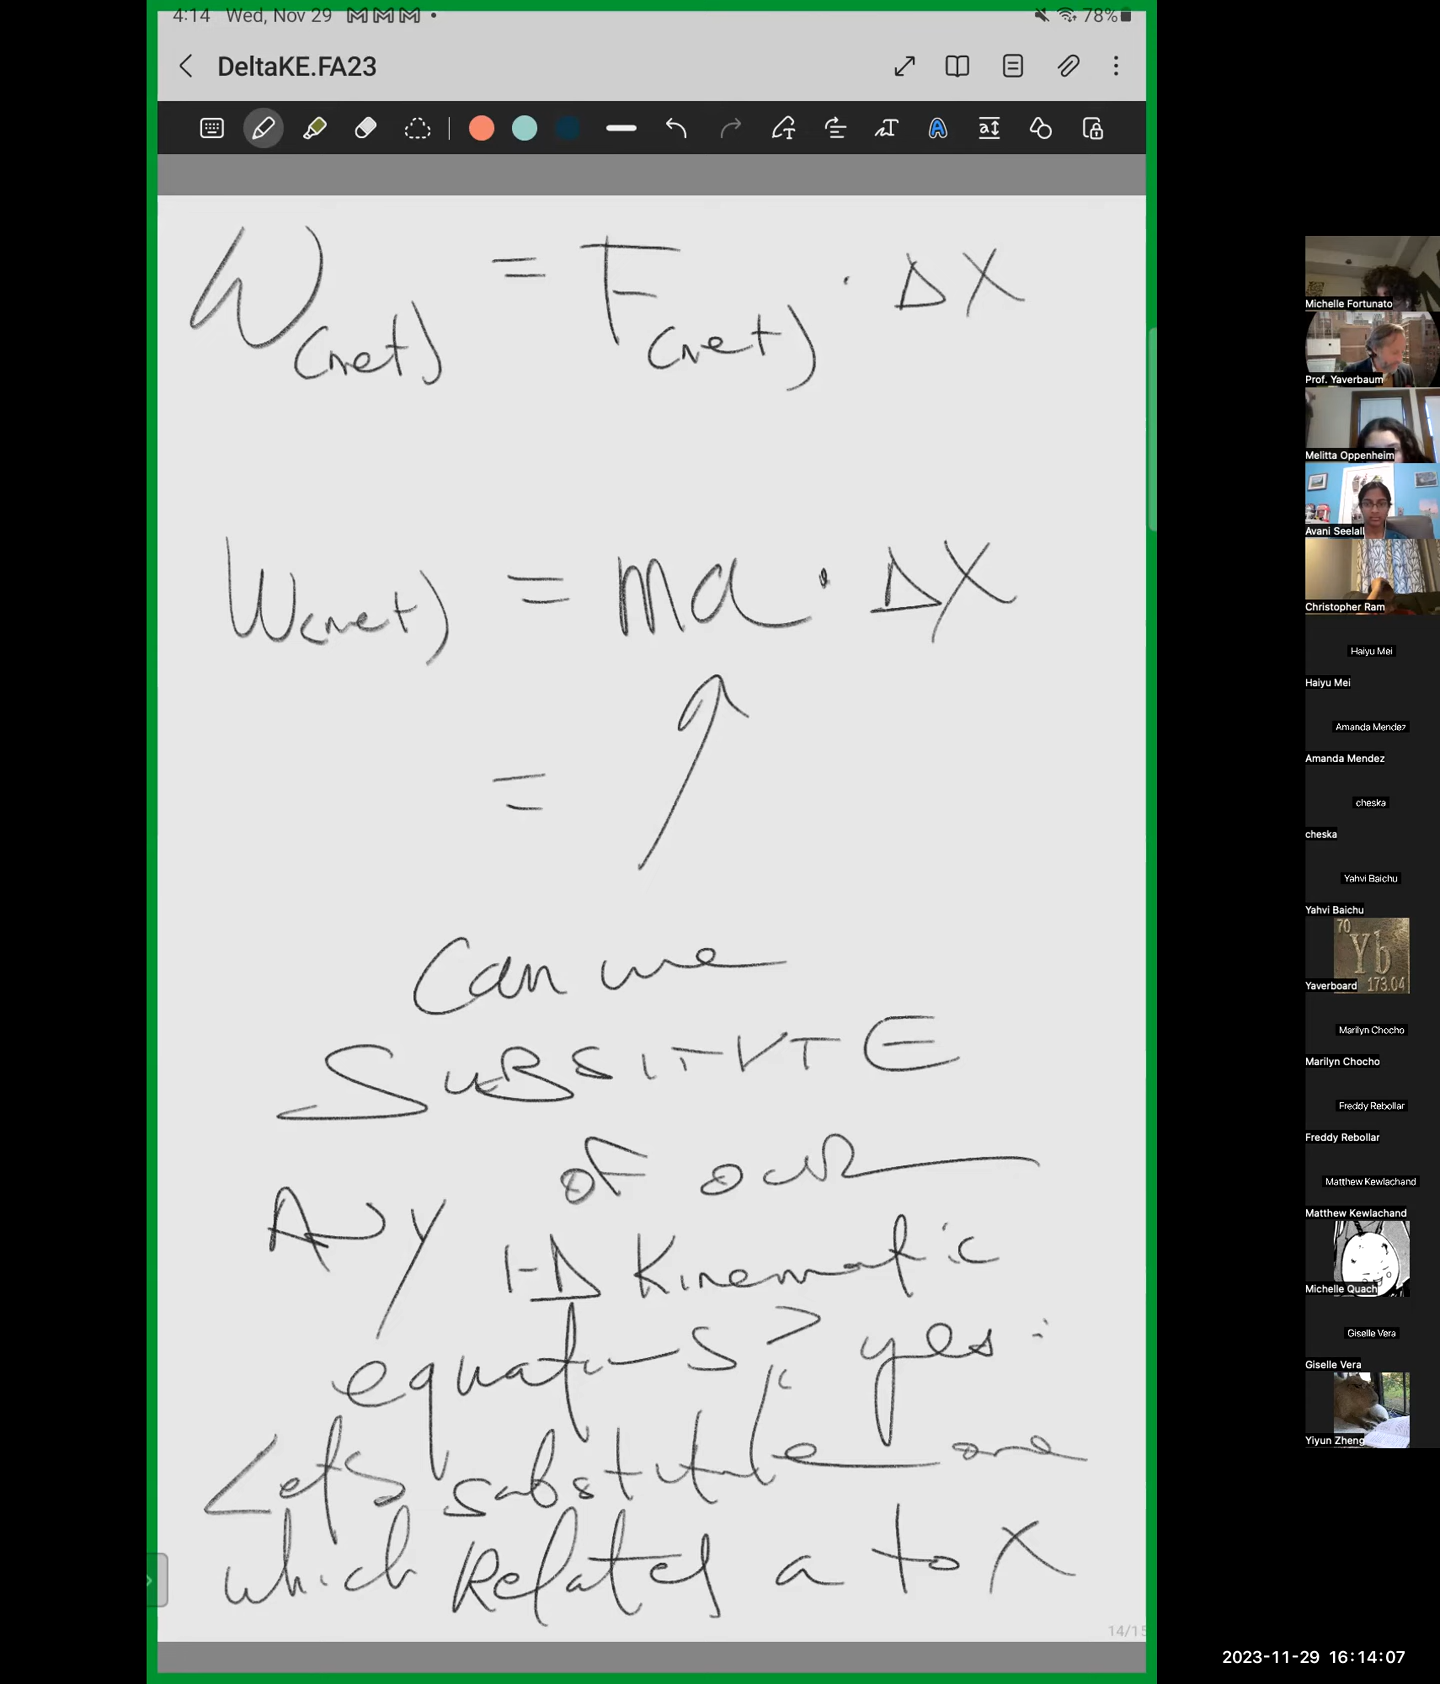 4:14 Wed, Nov 29 M M M •
78%
DeltaKE.FA23
W(net) = F(net) · ΔX
W(net) = ma · ΔX
=
Can we
SUBSITUTE
ANY of our
1-D Kinematic
equations? yes:
Let's substitute one
which Relates a to X
14/15
Michelle Fortunato
Prof. Yaverbaum
Melitta Oppenheim
Avani Seelall
Christopher Ram
Haiyu Mei
Haiyu Mei
Amanda Mendez
Amanda Mendez
cheska
cheska
Yahvi Baichu
Yahvi Baichu
70
Yb
173.04
Yaverboard
Marilyn Chocho
Marilyn Chocho
Freddy Rebollar
Freddy Rebollar
Matthew Kewlachand
Matthew Kewlachand
Michelle Quach
Giselle Vera
Giselle Vera
Yiyun Zheng
2023-11-29 16:14:07